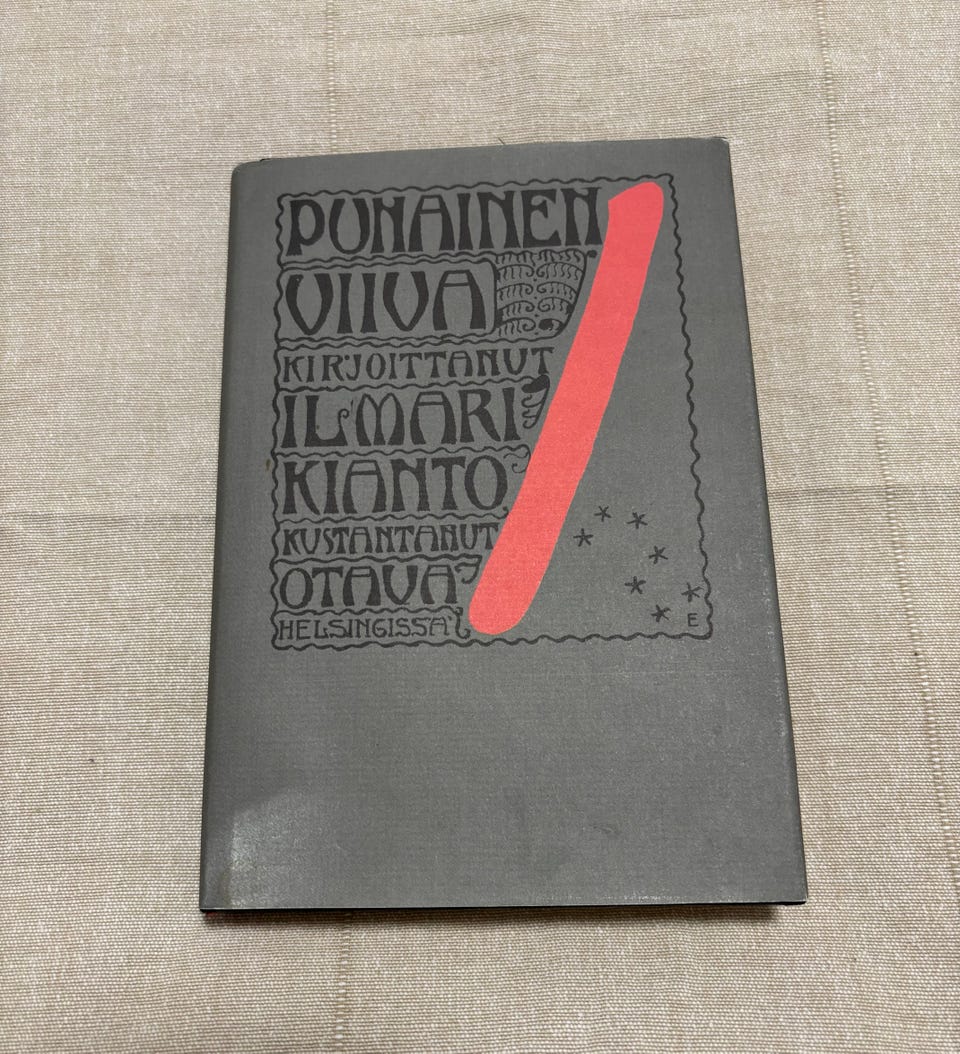 PUNAINEN
VIIVA
KIRJOITTANUT
ILMARI
KIANTO
KUSTANTANUT
OTAVA
HELSINGISSÄ
E